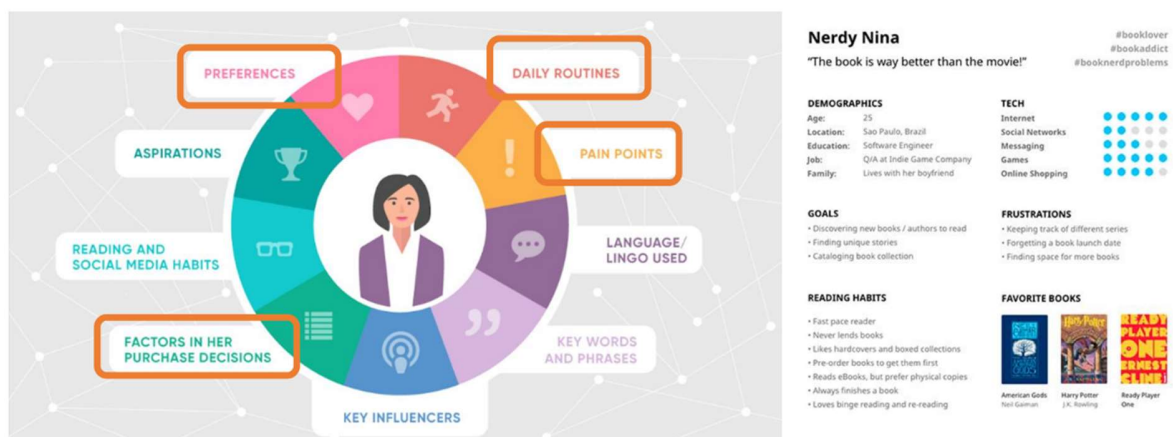 PREFERENCES
DAILY ROUTINES
ASPIRATIONS
PAIN POINTS
READING AND
SOCIAL MEDIA HABITS
LANGUAGE/
LINGO USED
FACTORS IN HER
PURCHASE DECISIONS
KEY WORDS
AND PHRASES
KEY INFLUENCERS
Nerdy Nina
"The book is way better than the movie!"
#booklover
#bookaddict
#booknerdproblems
DEMOGRAPHICS
Age: 25
Location: Sao Paulo, Brazil
Education: Software Engineer
Job: Q/A at Indie Game Company
Family: Lives with her boyfriend
TECH
Internet
Social Networks
Messaging
Games
Online Shopping
GOALS
• Discovering new books / authors to read
• Finding unique stories
• Cataloging book collection
FRUSTRATIONS
• Keeping track of different series
• Forgetting a book launch date
• Finding space for more books
READING HABITS
• Fast pace reader
• Never lends books
• Likes hardcovers and boxed collections
• Pre-order books to get them first
• Reads eBooks, but prefer physical copies
• Always finishes a book
• Loves binge reading and re-reading
FAVORITE BOOKS
Harry Potter
READY
PLAYER
ONE
ERNEST
CLINE
American Gods
Neil Gaiman
Harry Potter
J.K. Rowling
Ready Player
One